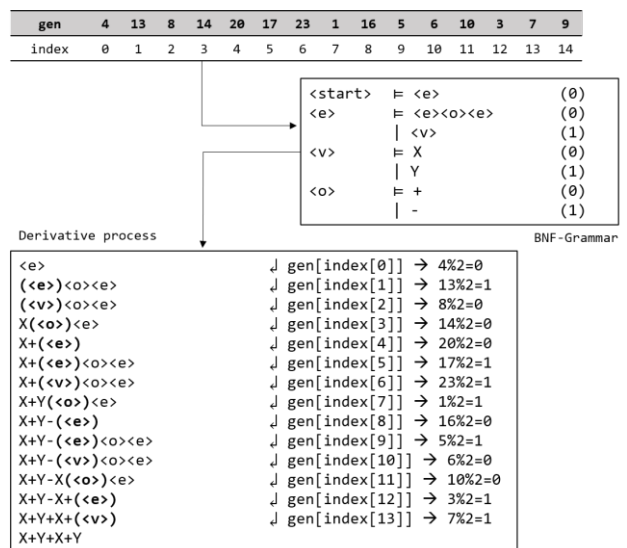 gen 4 13 8 14 20 17 23 1 16 5 6 10 3 7 9
index 0 1 2 3 4 5 6 7 8 9 10 11 12 13 14
<start> ⊨ <e> (0)
<e> ⊨ <e><o><e> (0)
| <v> (1)
<v> ⊨ X (0)
| Y (1)
<o> ⊨ + (0)
| - (1)
BNF-Grammar
Derivative process
<e> ↲ gen[index[0]] → 4%2=0
(<e>)<o><e> ↲ gen[index[1]] → 13%2=1
(<v>)<o><e> ↲ gen[index[2]] → 8%2=0
X(<o>)<e> ↲ gen[index[3]] → 14%2=0
X+(<e>) ↲ gen[index[4]] → 20%2=0
X+(<e>)<o><e> ↲ gen[index[5]] → 17%2=1
X+(<v>)<o><e> ↲ gen[index[6]] → 23%2=1
X+Y(<o>)<e> ↲ gen[index[7]] → 1%2=1
X+Y-(<e>) ↲ gen[index[8]] → 16%2=0
X+Y-(<e>)<o><e> ↲ gen[index[9]] → 5%2=1
X+Y-(<v>)<o><e> ↲ gen[index[10]] → 6%2=0
X+Y-X(<o>)<e> ↲ gen[index[11]] → 10%2=0
X+Y-X+(<e>) ↲ gen[index[12]] → 3%2=1
X+Y+X+(<v>) ↲ gen[index[13]] → 7%2=1
X+Y+X+Y